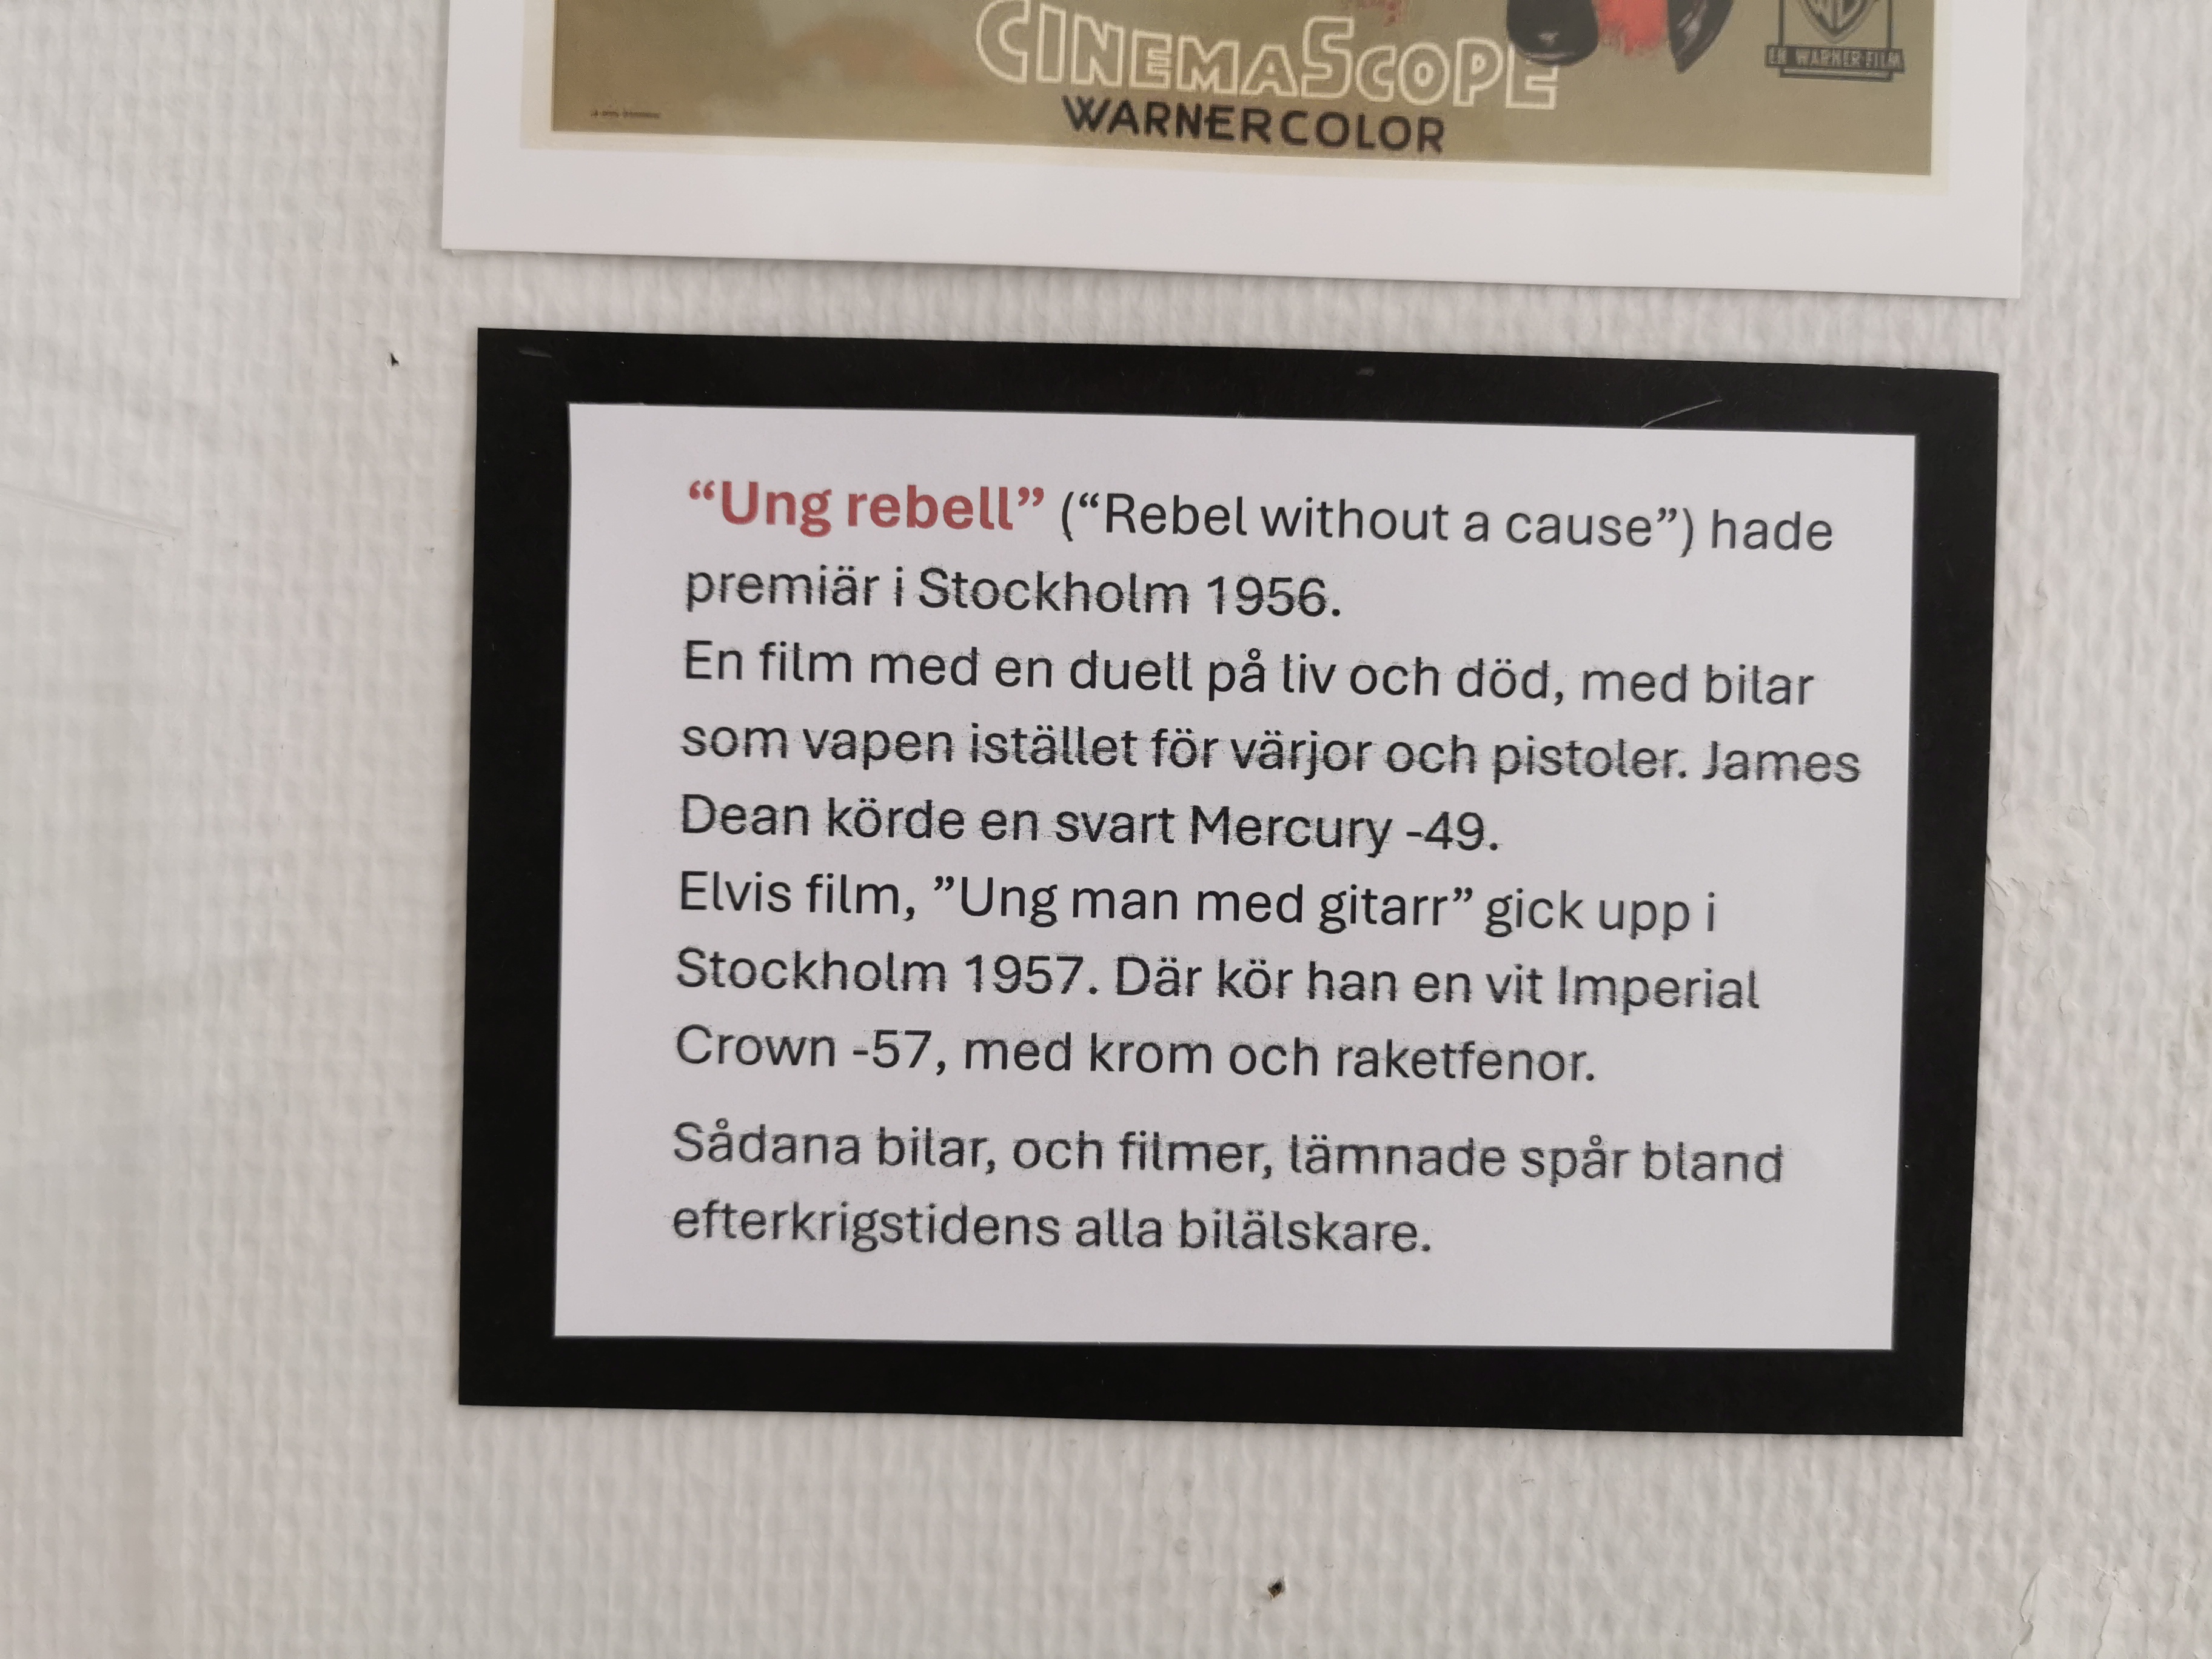 CINEMASCOPE
WARNERCOLOR
EN WARNER FILM
“Ung rebell” (“Rebel without a cause”) hade
premiär i Stockholm 1956.
En film med en duell på liv och död, med bilar
som vapen istället för värjor och pistoler. James
Dean körde en svart Mercury -49.
Elvis film, ”Ung man med gitarr” gick upp i
Stockholm 1957. Där kör han en vit Imperial
Crown -57, med krom och raketfenor.
Sådana bilar, och filmer, lämnade spår bland
efterkrigstidens alla bilälskare.